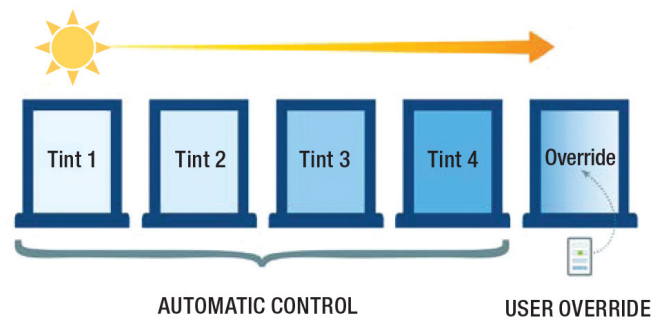 Tint 1
Tint 2
Tint 3
Tint 4
Override
AUTOMATIC CONTROL
USER OVERRIDE